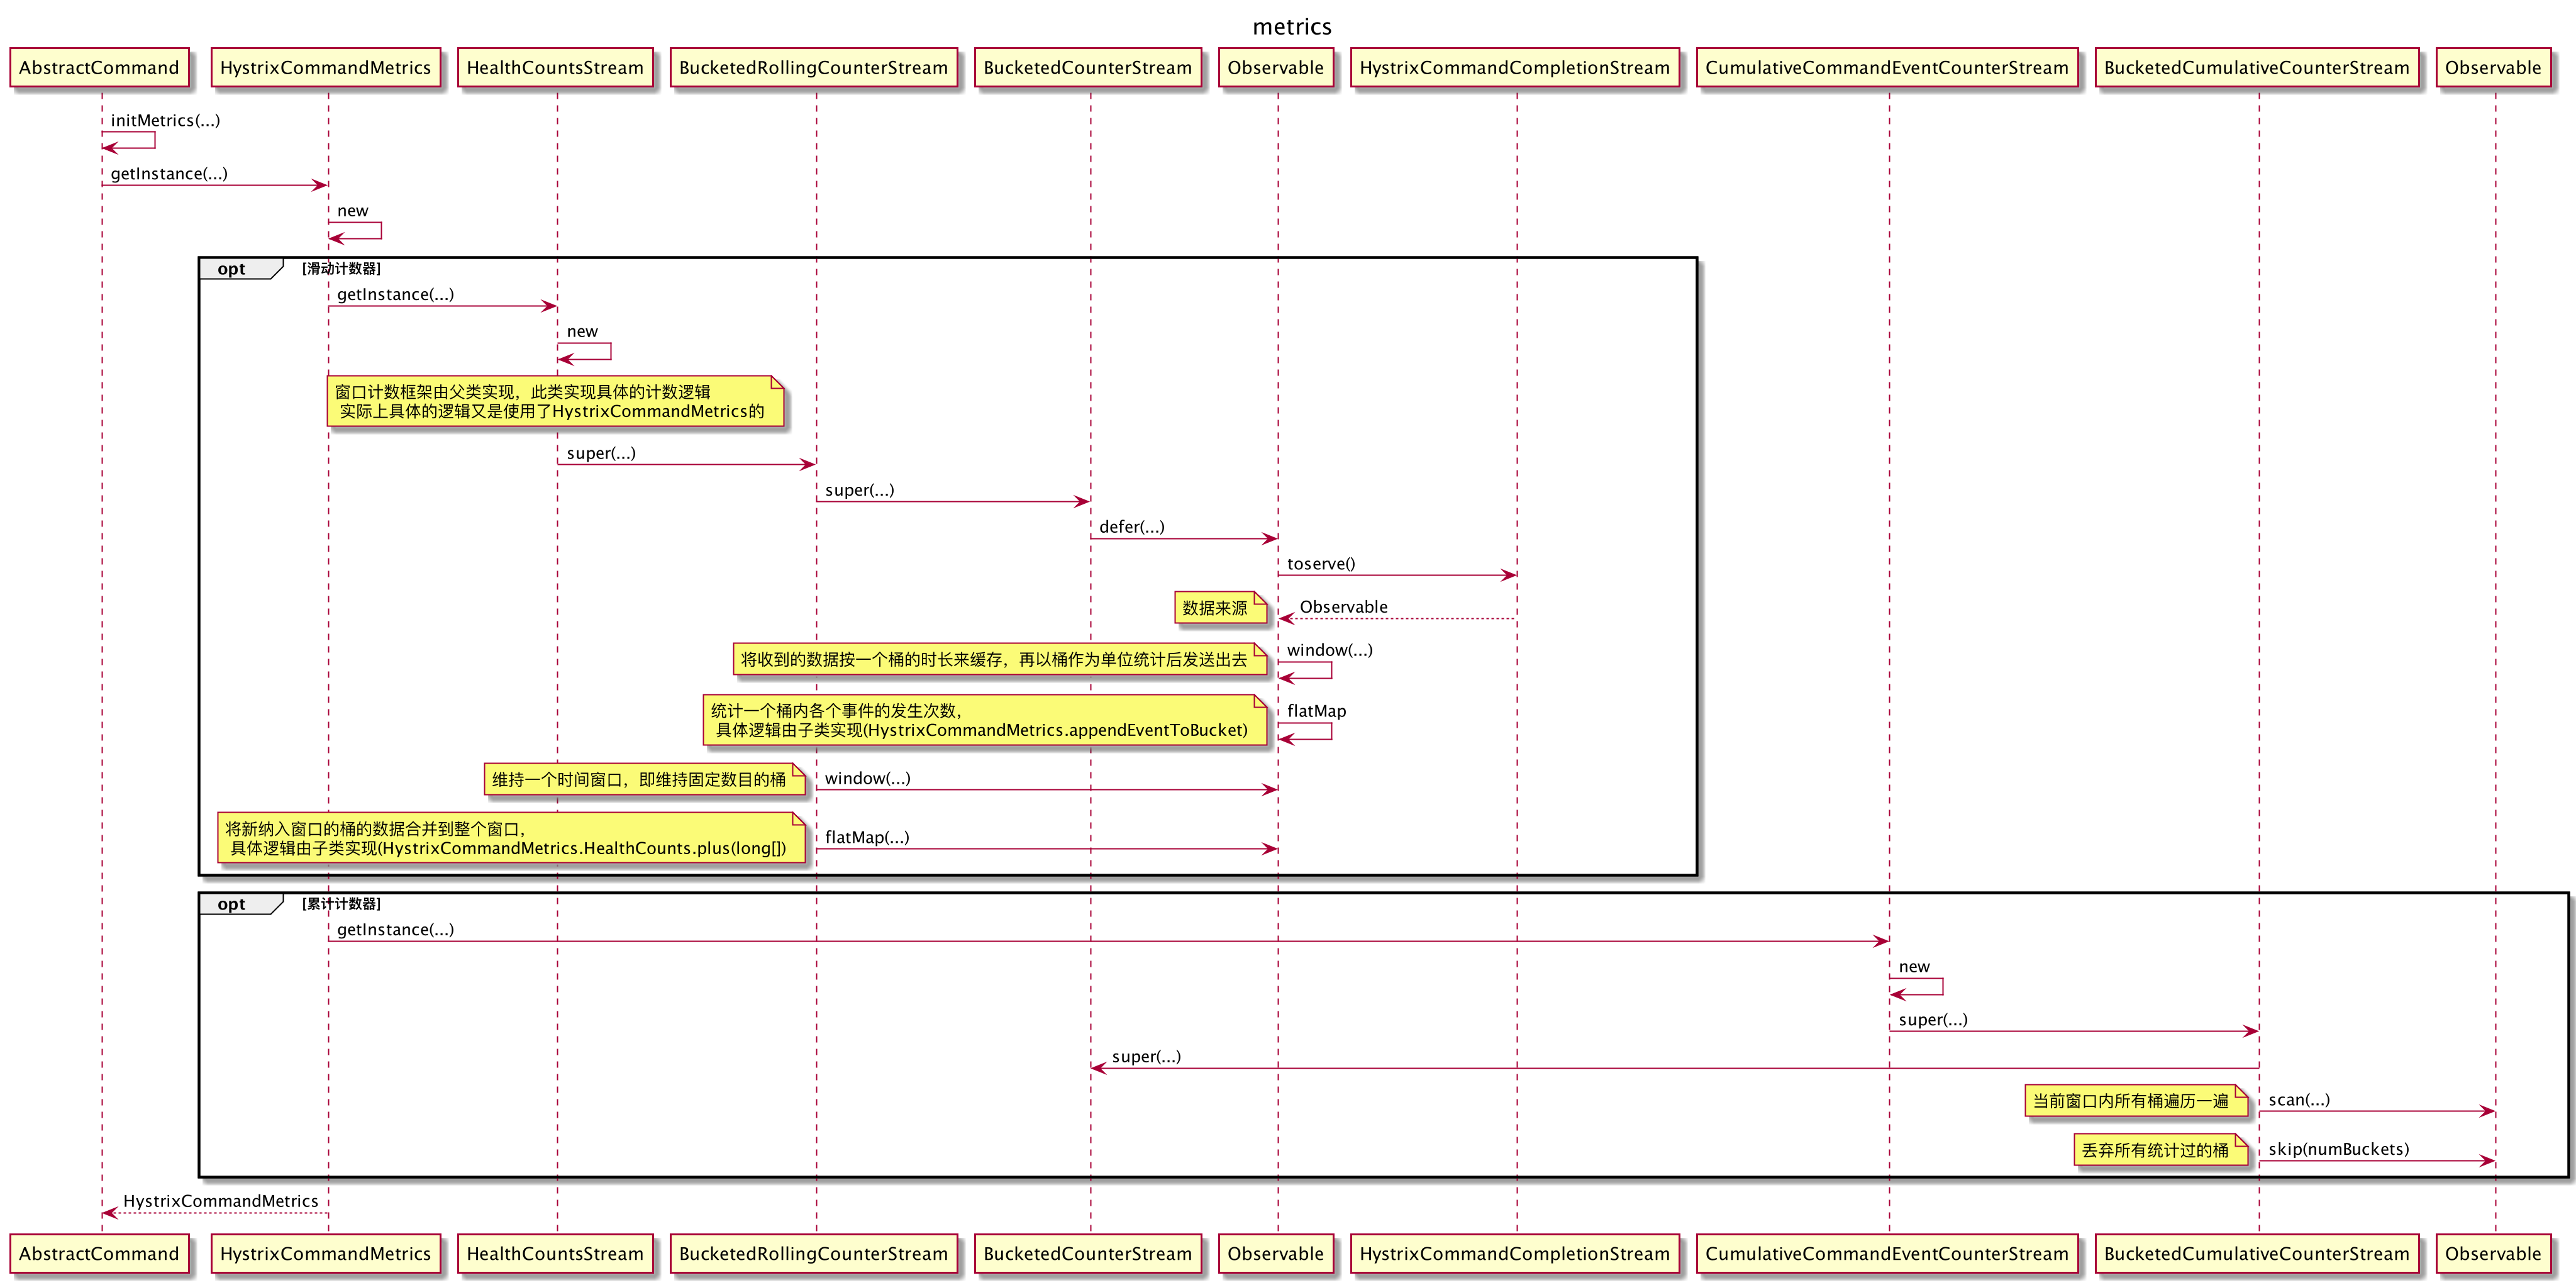 metrics
AbstractCommand
HystrixCommandMetrics
HealthCountsStream
BucketedRollingCounterStream
BucketedCounterStream
Observable
HystrixCommandCompletionStream
CumulativeCommandEventCounterStream
BucketedCumulativeCounterStream
Observable
initMetrics(...)
getInstance(...)
new
opt
[滑动计数器]
getInstance(...)
new
窗口计数框架由父类实现，此类实现具体的计数逻辑
实际上具体的逻辑又是使用了HystrixCommandMetrics的
super(...)
super(...)
defer(...)
toserve()
数据来源
Observable
将收到的数据按一个桶的时长来缓存，再以桶作为单位统计后发送出去
window(...)
统计一个桶内各个事件的发生次数，
具体逻辑由子类实现(HystrixCommandMetrics.appendEventToBucket)
flatMap
维持一个时间窗口，即维持固定数目的桶
window(...)
将新纳入窗口的桶的数据合并到整个窗口，
具体逻辑由子类实现(HystrixCommandMetrics.HealthCounts.plus(long[])
flatMap(...)
opt
[累计计数器]
getInstance(...)
new
super(...)
super(...)
当前窗口内所有桶遍历一遍
scan(...)
丢弃所有统计过的桶
skip(numBuckets)
HystrixCommandMetrics
AbstractCommand
HystrixCommandMetrics
HealthCountsStream
BucketedRollingCounterStream
BucketedCounterStream
Observable
HystrixCommandCompletionStream
CumulativeCommandEventCounterStream
BucketedCumulativeCounterStream
Observable